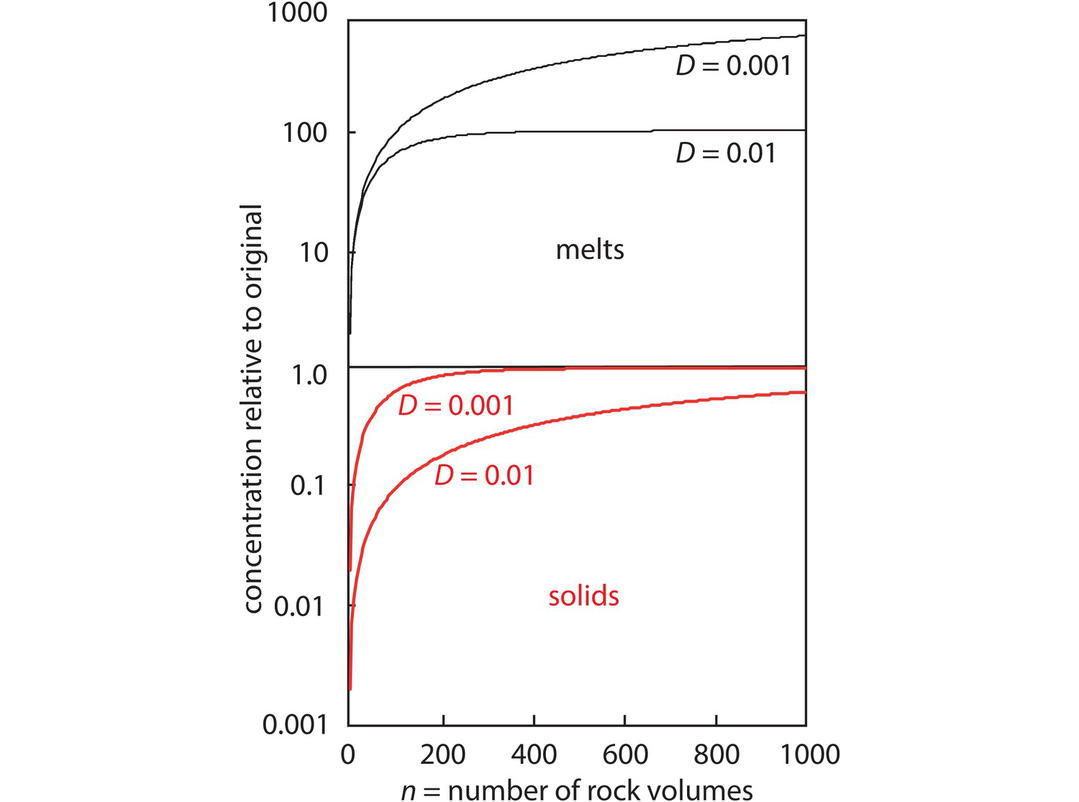 1000
D = 0.001
100
D = 0.01
10
melts
1.0
D = 0.001
D = 0.01
0.1
solids
0.01
0.001
0 200 400 600 800 1000
n = number of rock volumes
concentration relative to original